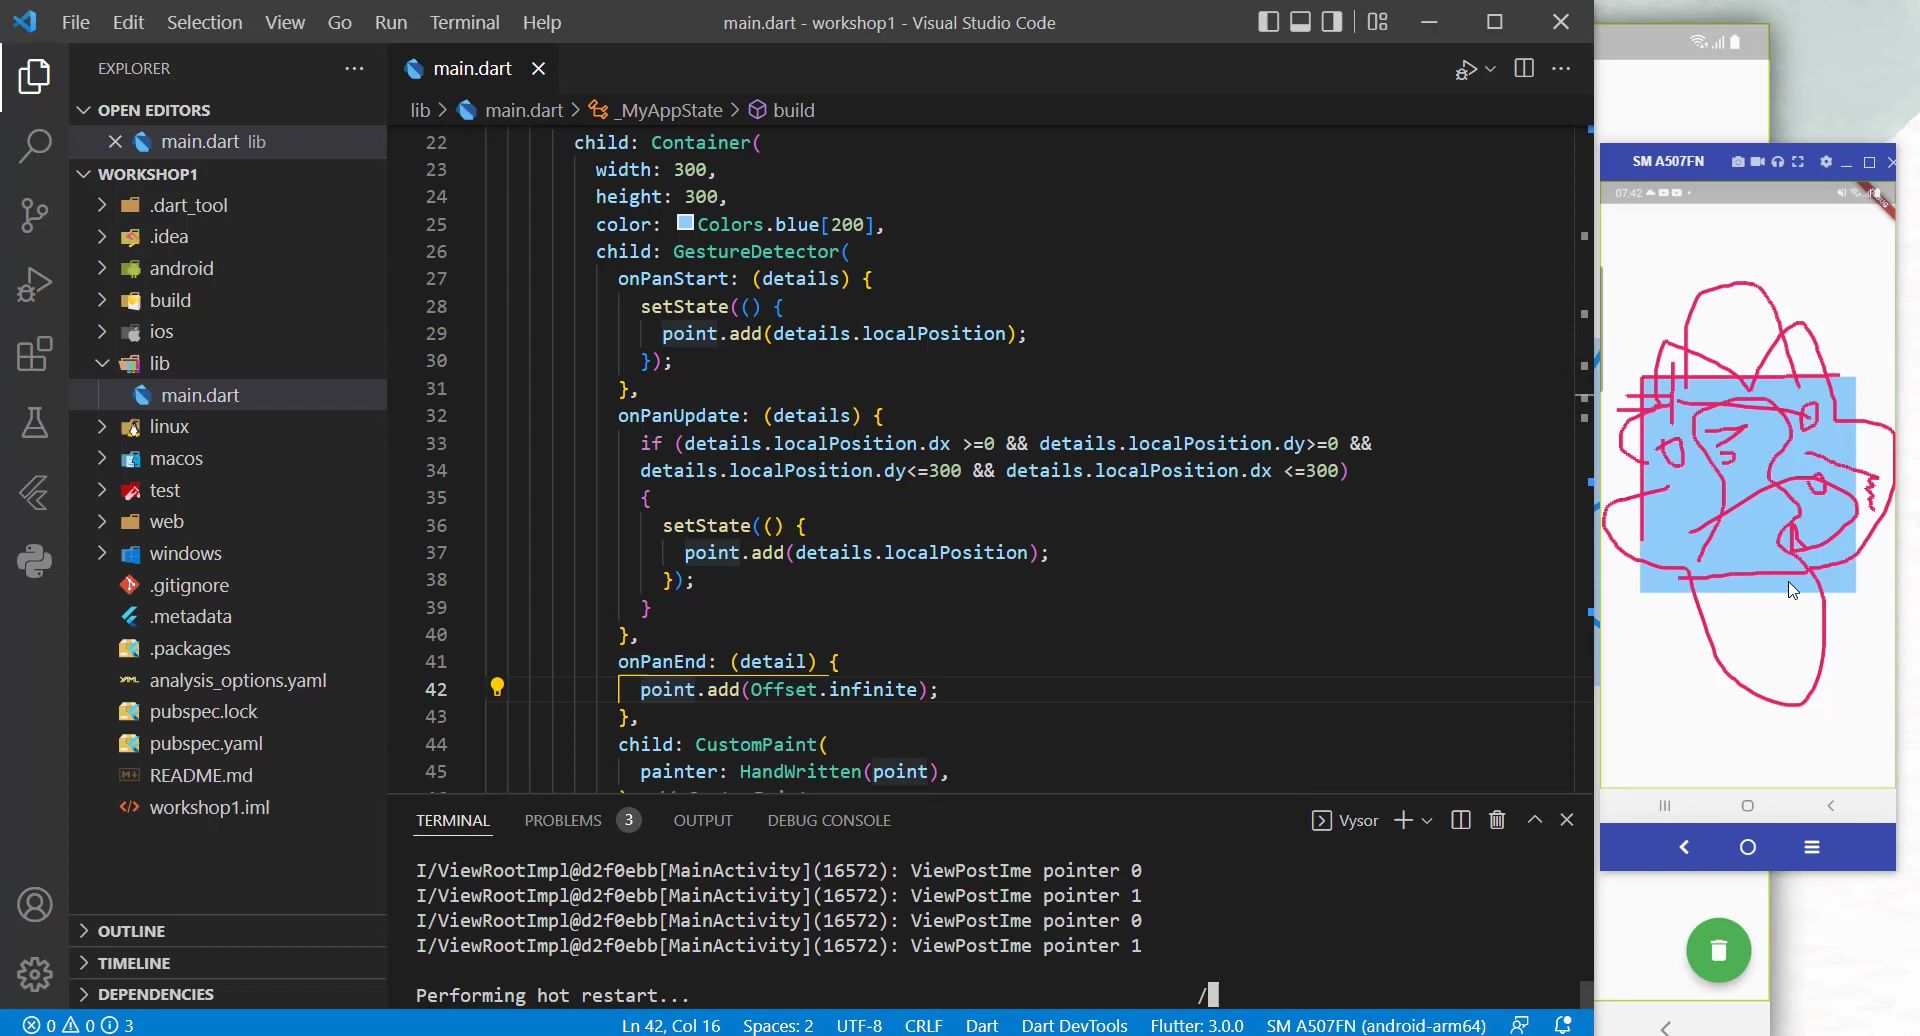 File Edit Selection View Go Run Terminal Help
main.dart - workshop1 - Visual Studio Code
EXPLORER
OPEN EDITORS
main.dart lib
WORKSHOP1
.dart_tool
.idea
android
build
ios
lib
main.dart
linux
macos
test
web
windows
.gitignore
.metadata
.packages
analysis_options.yaml
pubspec.lock
pubspec.yaml
README.md
workshop1.iml
OUTLINE
TIMELINE
DEPENDENCIES
main.dart
lib > main.dart > _MyAppState > build
22 child: Container(
23 width: 300,
24 height: 300,
25 color: Colors.blue[200],
26 child: GestureDetector(
27 onPanStart: (details) {
28 setState(() {
29 point.add(details.localPosition);
30 });
31 },
32 onPanUpdate: (details) {
33 if (details.localPosition.dx >=0 && details.localPosition.dy>=0 &&
34 details.localPosition.dy<=300 && details.localPosition.dx <=300)
35 {
36 setState(() {
37 point.add(details.localPosition);
38 });
39 }
40 },
41 onPanEnd: (detail) {
42 point.add(Offset.infinite);
43 },
44 child: CustomPaint(
45 painter: HandWritten(point),
TERMINAL PROBLEMS 3 OUTPUT DEBUG CONSOLE
Vysor
I/ViewRootImpl@d2f0ebb[MainActivity](16572): ViewPostIme pointer 0
I/ViewRootImpl@d2f0ebb[MainActivity](16572): ViewPostIme pointer 1
I/ViewRootImpl@d2f0ebb[MainActivity](16572): ViewPostIme pointer 0
I/ViewRootImpl@d2f0ebb[MainActivity](16572): ViewPostIme pointer 1
Performing hot restart... /
0 0 3
Ln 42, Col 16 Spaces: 2 UTF-8 CRLF Dart Dart DevTools Flutter: 3.0.0 SM A507FN (android-arm64)
SM A507FN
07:42